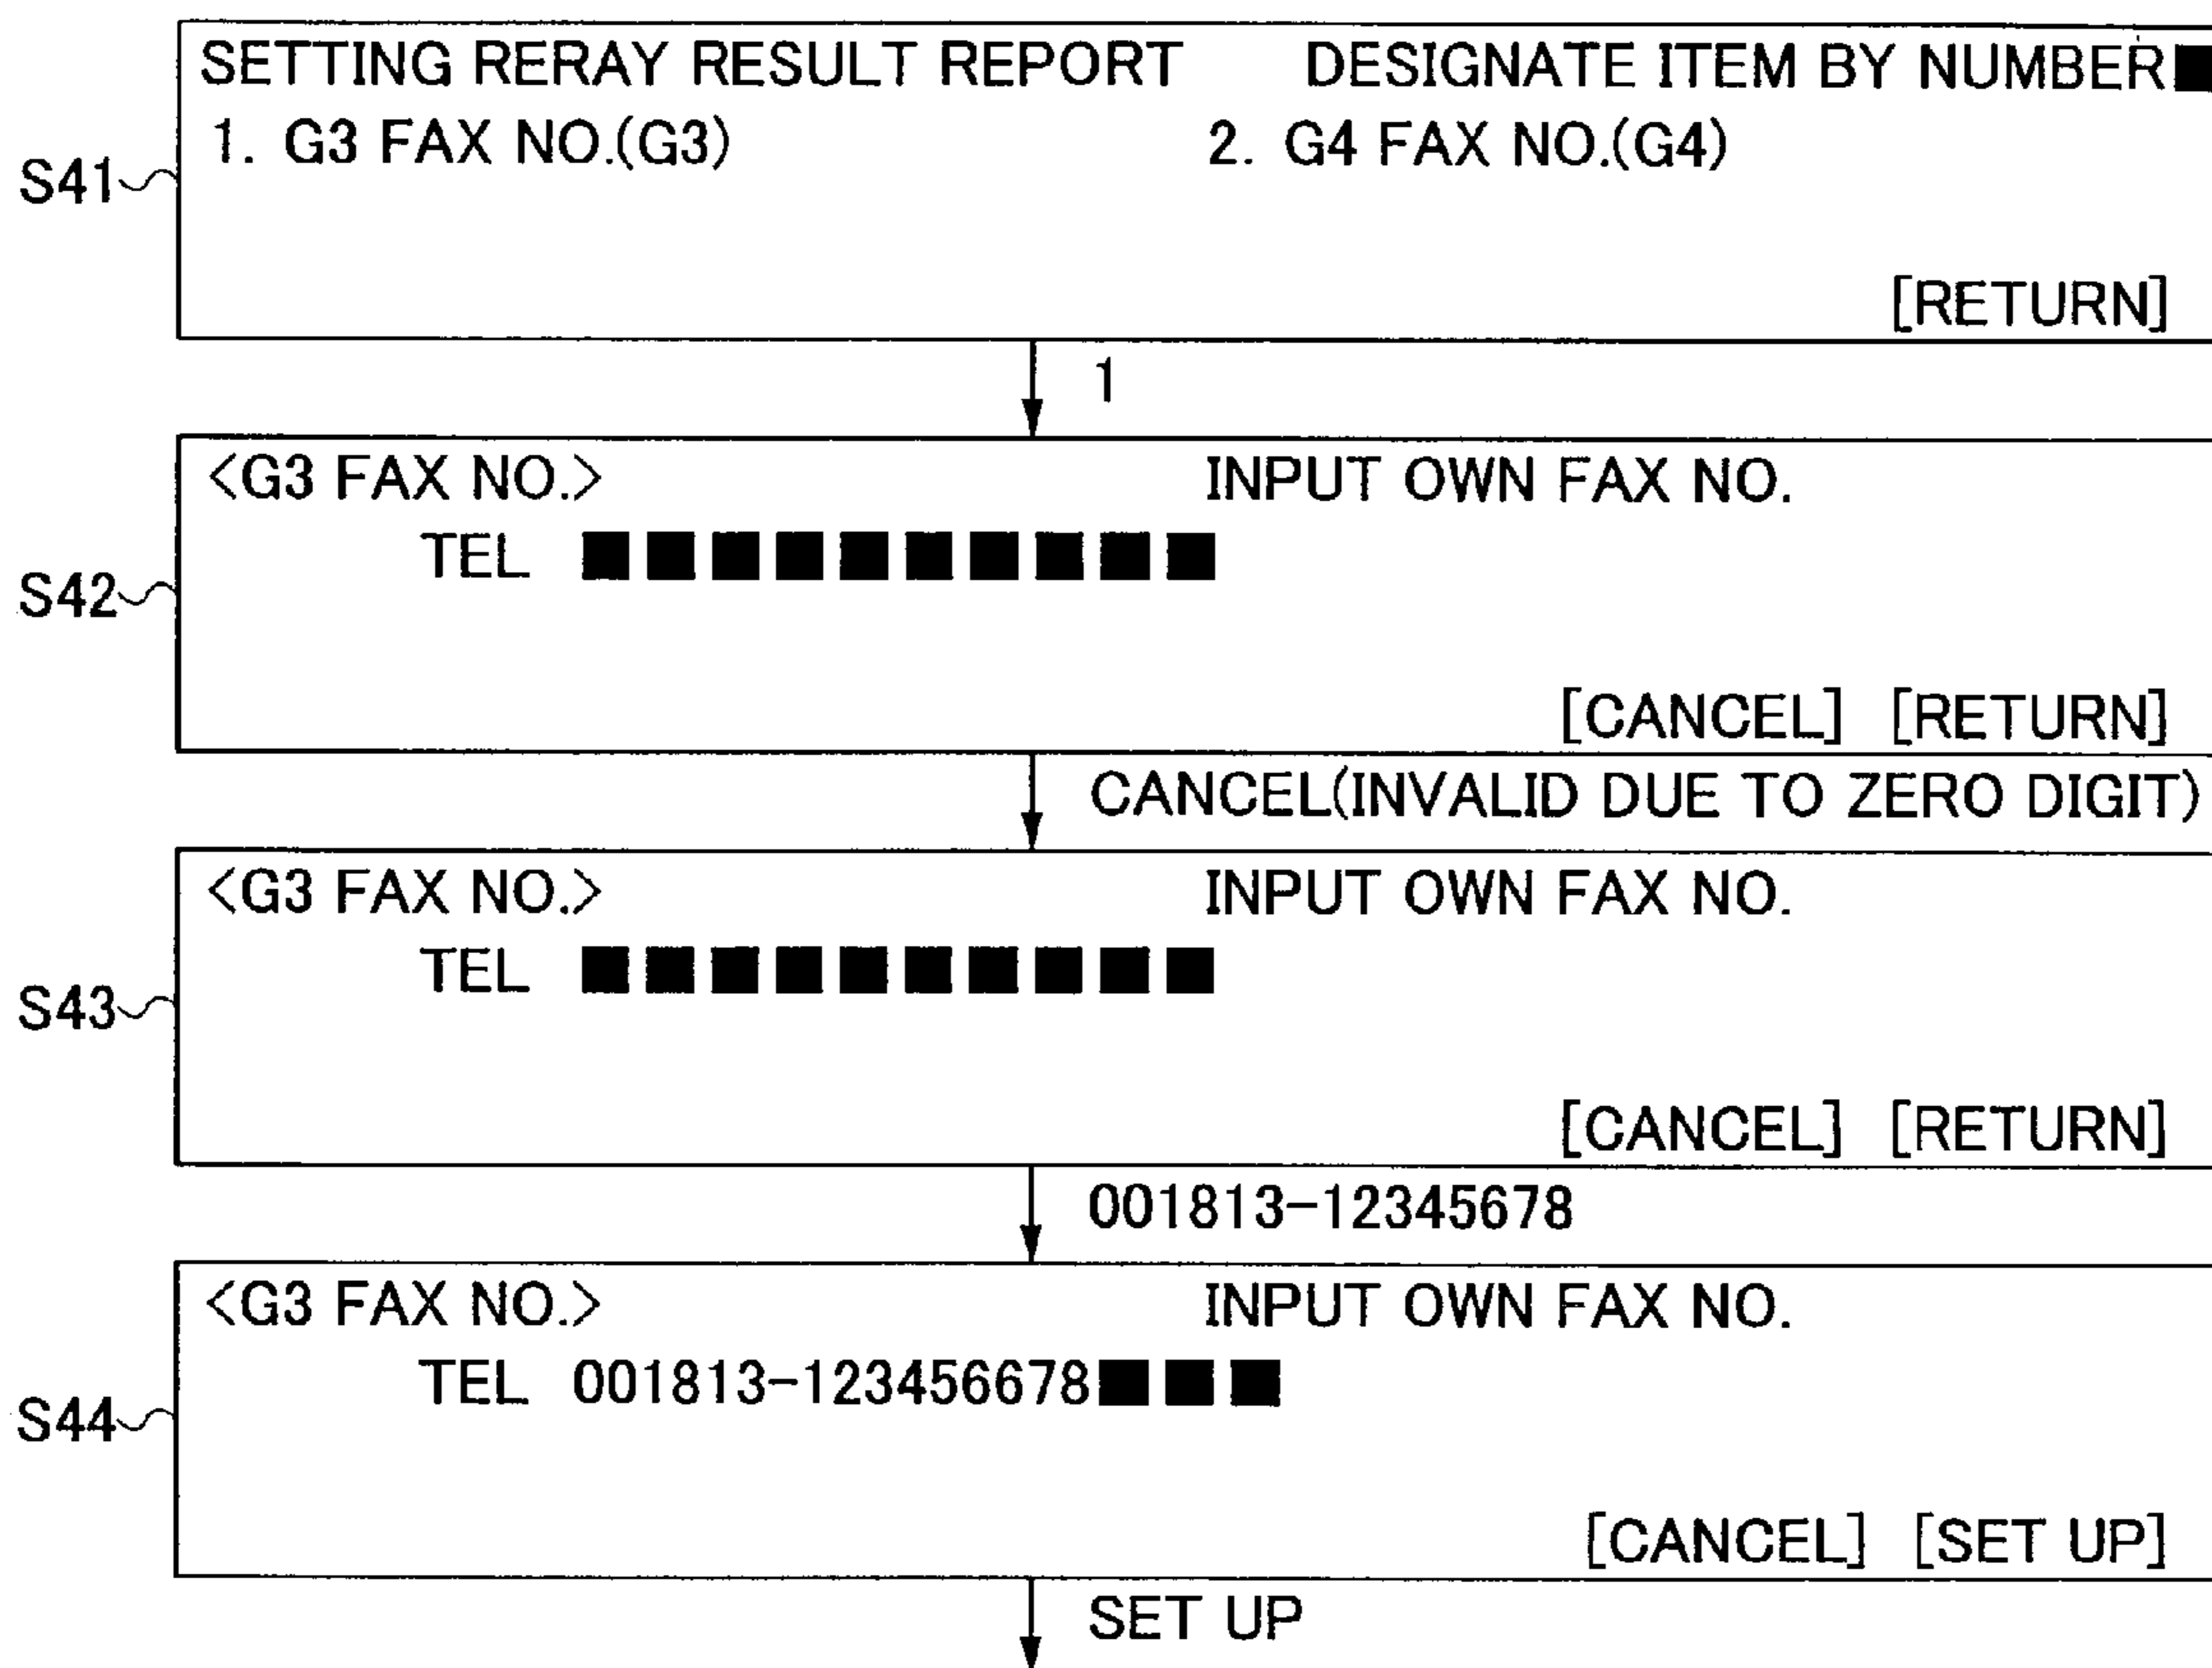 SETTING RERAY RESULT REPORT DESIGNATE ITEM BY NUMBER■
1. G3 FAX NO.(G3) 2. G4 FAX NO.(G4)
S41
[RETURN]
1
<G3 FAX NO.> INPUT OWN FAX NO.
TEL ■■■■■■■■■■
S42
[CANCEL] [RETURN]
CANCEL(INVALID DUE TO ZERO DIGIT)
<G3 FAX NO.> INPUT OWN FAX NO.
TEL ■■■■■■■■■■
S43
[CANCEL] [RETURN]
001813-12345678
<G3 FAX NO.> INPUT OWN FAX NO.
TEL 001813-123456678■■■
S44
[CANCEL] [SET UP]
SET UP